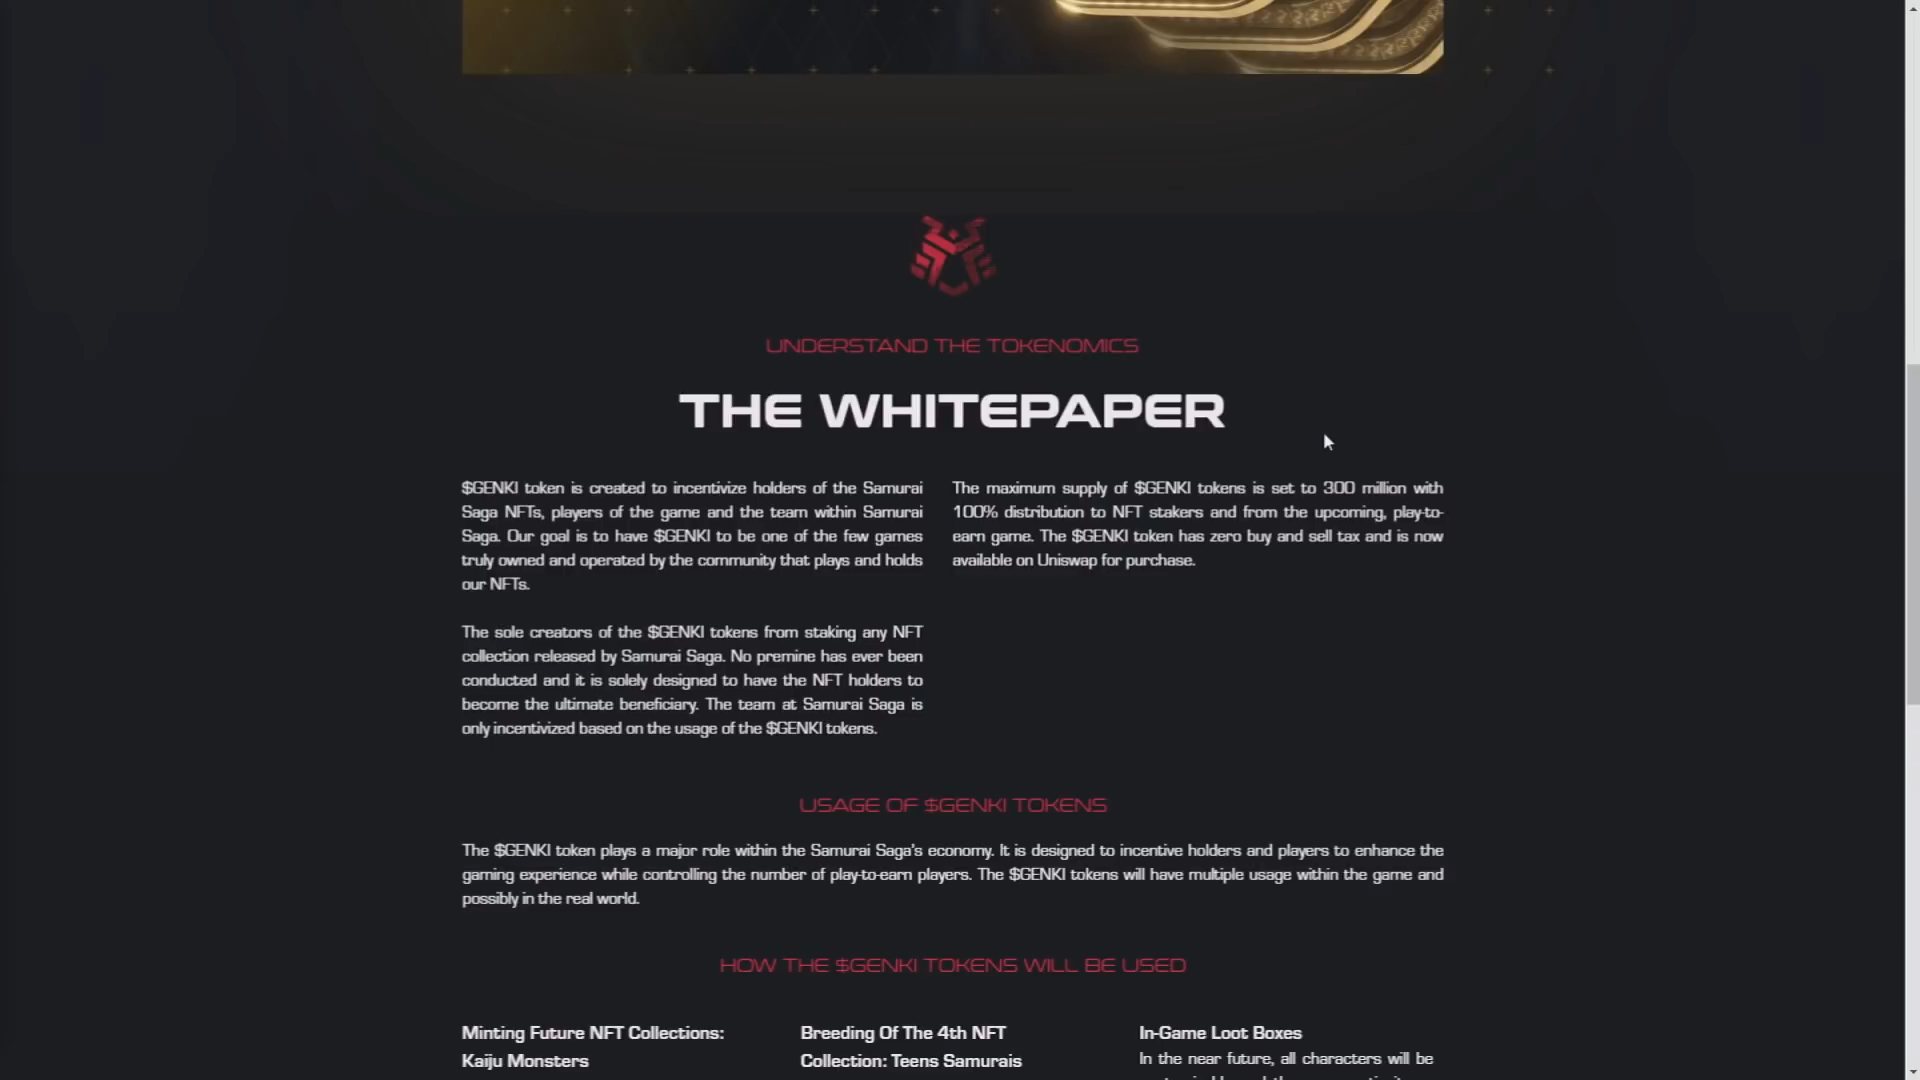 UNDERSTAND THE TOKENOMICS
THE WHITEPAPER
$GENKI token is created to incentivize holders of the Samurai
Saga NFTs, players of the game and the team within Samurai
Saga. Our goal is to have $GENKI to be one of the few games
truly owned and operated by the community that plays and holds
our NFTs.
The sole creators of the $GENKI tokens from staking any NFT
collection released by Samurai Saga. No premine has ever been
conducted and it is solely designed to have the NFT holders to
become the ultimate beneficiary. The team at Samurai Saga is
only incentivized based on the usage of the $GENKI tokens.
The maximum supply of $GENKI tokens is set to 300 million with
100% distribution to NFT stakers and from the upcoming, play-to-
earn game. The $GENKI token has zero buy and sell tax and is now
available on Uniswap for purchase.
USAGE OF $GENKI TOKENS
The $GENKI token plays a major role within the Samurai Saga's economy. It is designed to incentive holders and players to enhance the
gaming experience while controlling the number of play-to-earn players. The $GENKI tokens will have multiple usage within the game and
possibly in the real world.
HOW THE $GENKI TOKENS WILL BE USED
Minting Future NFT Collections:
Kaiju Monsters
Breeding Of The 4th NFT
Collection: Teens Samurais
In-Game Loot Boxes
In the near future, all characters will be